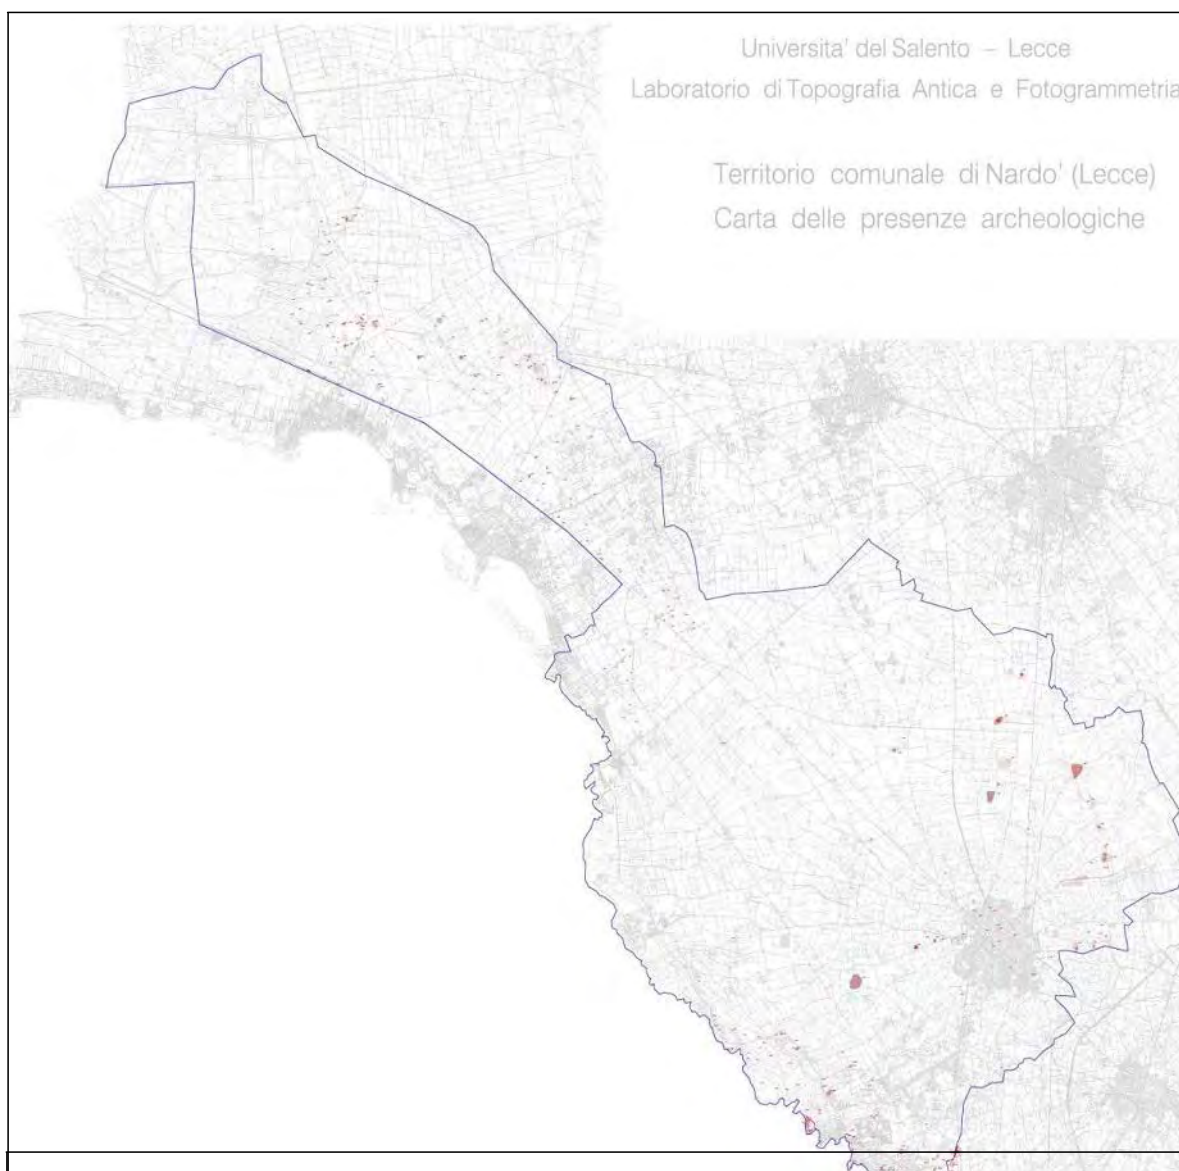 Universita' del Salento – Lecce
Laboratorio di Topografia Antica e Fotogrammetria
Territorio comunale di Nardo' (Lecce)
Carta delle presenze archeologiche